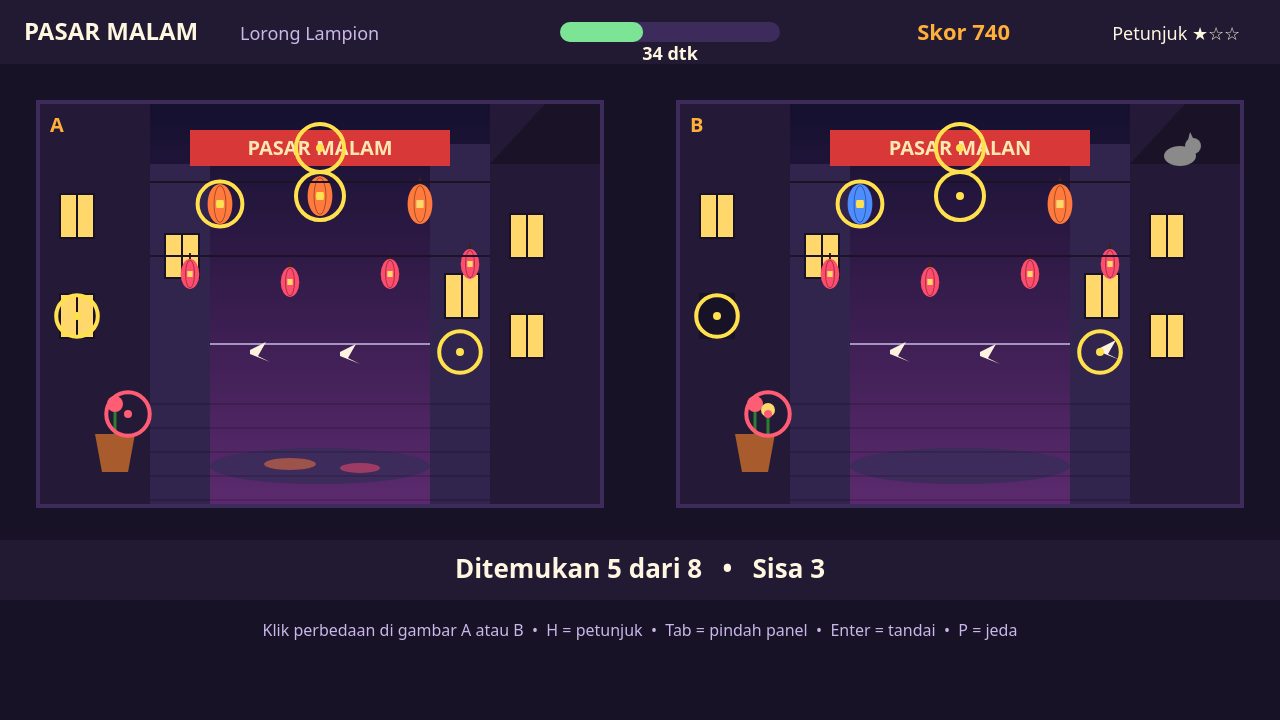 PASAR MALAM
Lorong Lampion
34 dtk
Skor 740
Petunjuk ★☆☆
A
PASAR MALAM
B
PASAR MALAN
Ditemukan 5 dari 8 • Sisa 3
Klik perbedaan di gambar A atau B • H = petunjuk • Tab = pindah panel • Enter = tandai • P = jeda